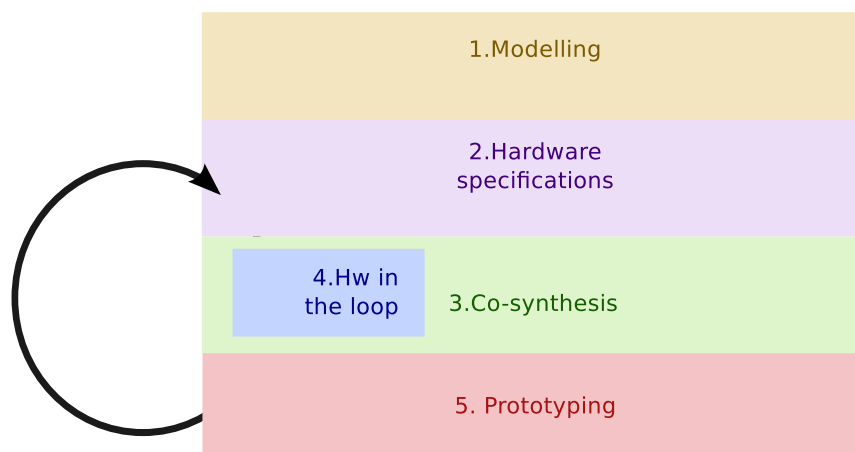 1.Modelling
2.Hardware
specifications
4.Hw in
the loop
3.Co-synthesis
5. Prototyping